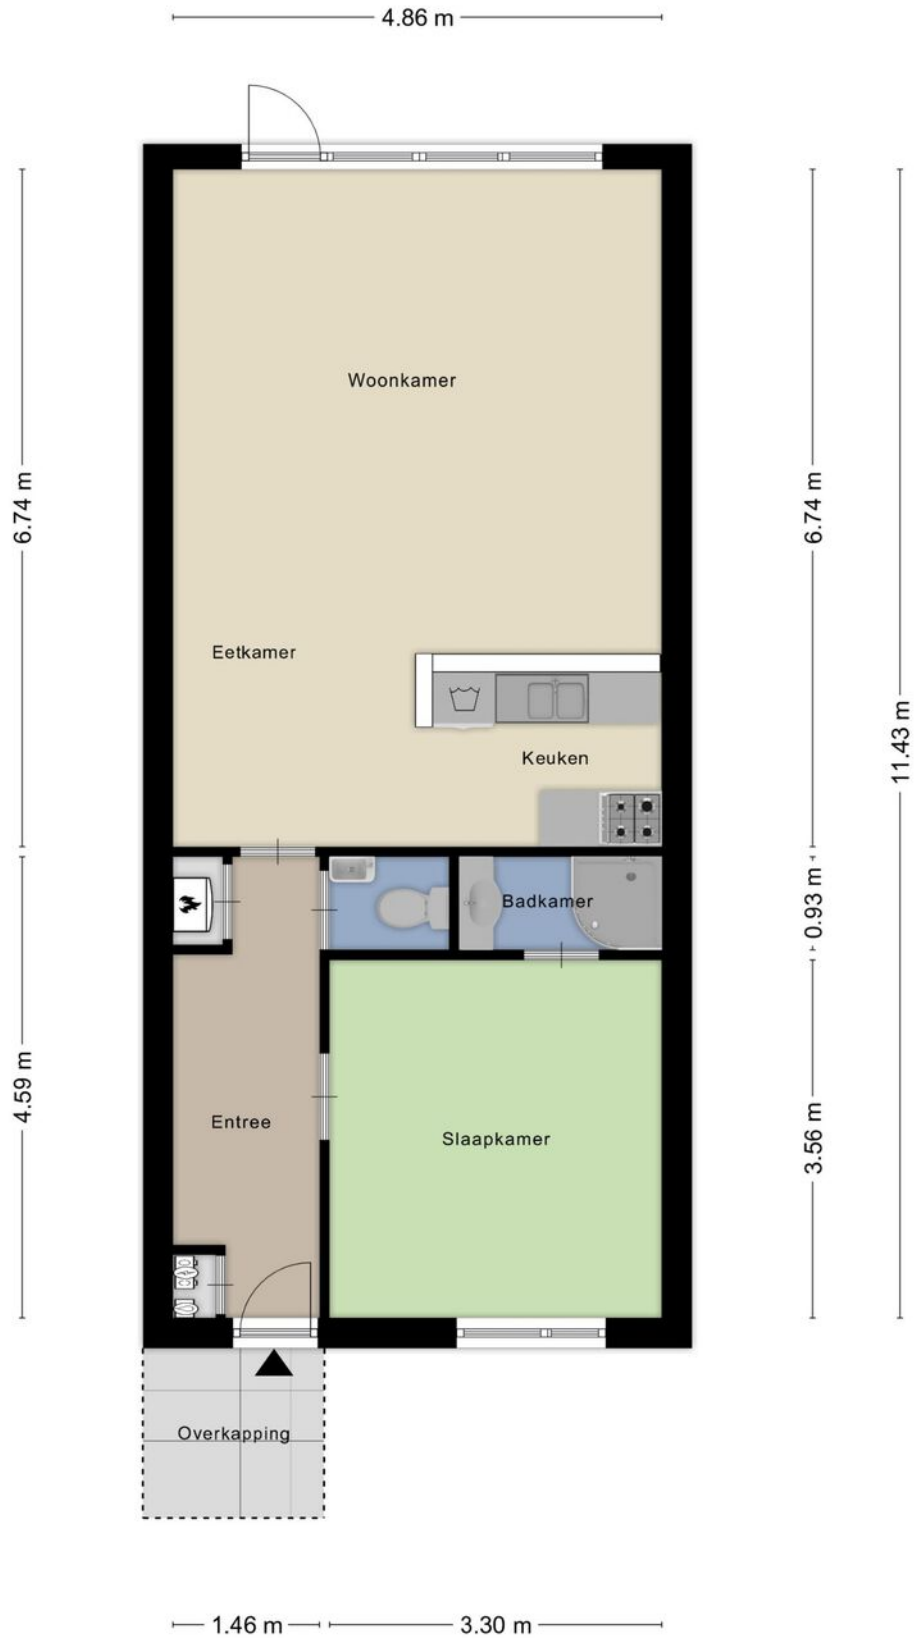 4.86 m
Woonkamer
6.74 m
6.74 m
Eetkamer
11.43 m
Keuken
Badkamer
0.93 m
4.59 m
Entree
Slaapkamer
3.56 m
Overkapping
1.46 m
3.30 m